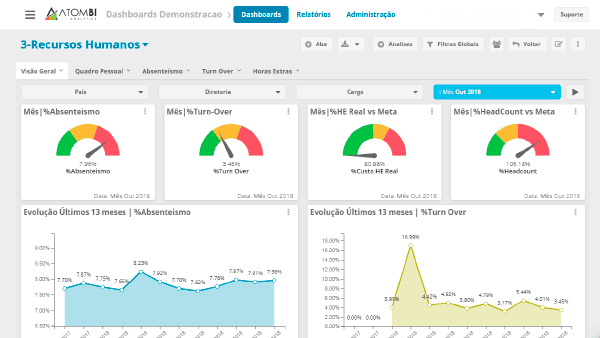 ATOMBI
ANALYTICS
Dashboards Demonstracao
Dashboards
Relatórios
Administração
Suporte
3-Recursos Humanos
Aba
Analises
Filtros Globais
Voltar
Visão Geral
Quadro Pessoal
Absenteísmo
Turn Over
Horas Extras
País
Diretoria
Cargo
: Mês Out 2018
Mês|%Absenteismo
Mês|%Turn-Over
Mês|%HE Real vs Meta
Mês|%HeadCount vs Meta
7.96%
3.45%
80.88%
105.18%
%Absenteismo
%Turn Over
%Custo HE Real
%Headcount
Data: Mês Out 2018
Data: Mês Out 2018
Data: Mês Out 2018
Data: Mês Out 2018
Evolução Últimos 13 meses | %Absenteismo
9.00%
8.50%
8.00%
7.50%
7.00%
6.50%
7.70%
7.87%
7.75%
7.65%
8.23%
7.92%
7.70%
7.62%
7.76%
7.97%
7.91%
7.96%
Evolução Últimos 13 meses | %Turn Over
18.00%
16.00%
14.00%
12.00%
10.00%
8.00%
6.00%
4.00%
2.00%
0.00%
0.00%
0.00%
3.99%
16.99%
4.42%
4.92%
3.80%
4.79%
3.17%
5.44%
4.01%
3.45%